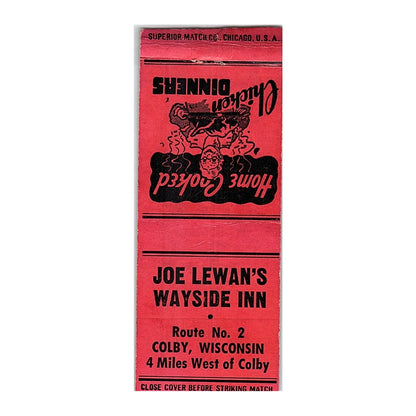 SUPERIOR MATCH CO., CHICAGO, U.S.A.
Home Cooked
Chicken
DINNERS
JOE LEWAN'S
WAYSIDE INN
•
Route No. 2
COLBY, WISCONSIN
4 Miles West of Colby
CLOSE COVER BEFORE STRIKING MATCH